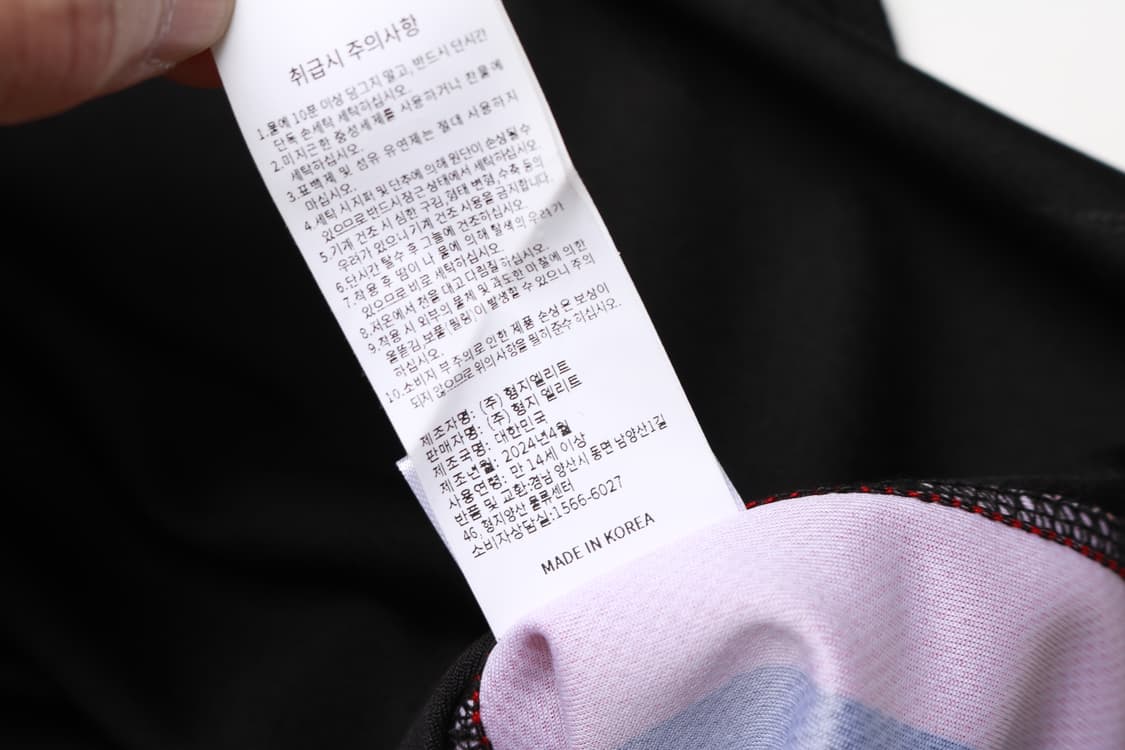 취급시 주의사항
1.물에 10분 이상 담그지 말고, 반드시 단시간
단독 손세탁 세탁하십시오.
2.미지근한 중성세제를 사용하거나 찬물에
세탁하십시오.
3.표백제 및 섬유 유연제는 절대 사용하지
마십시오.
4.세탁 시 지퍼 및 단추에 의해 원단이 손상될 수
있으므로 반드시 잠근 상태에서 세탁하십시오.
5.기계 건조 시 심한 구김, 형태 변형, 수축 등의
우려가 있으니 기계 건조 사용을 금지합니다.
6.단시간 탈수 후 그늘에 건조하십시오.
7.착용 후 땀이나 물에 의해 탈색의 우려가
있으므로 바로 세탁하십시오.
8.저온에서 천을 대고 다림질 하십시오.
9.착용 시 외부의 물체 및 과도한 마찰에 의한
올뜯김,보풀(필링)이 발생할 수 있으니 주의
하십시오.
10.소비자 부주의로 인한 제품 손상은 보상이
되지 않으므로 위의 사항을 필히 준수 하십시오.
제조자명: (주) 형지엘리트
판매자명: (주) 형지 엘리트
제조국명: 대한민국
제조년월: 2024년4월
사용연령: 만 14세 이상
반품 및 교환:경남 양산시 동면 남양산1길
46, 형지양산 물류센터
소비자상담실:1566-6027
MADE IN KOREA